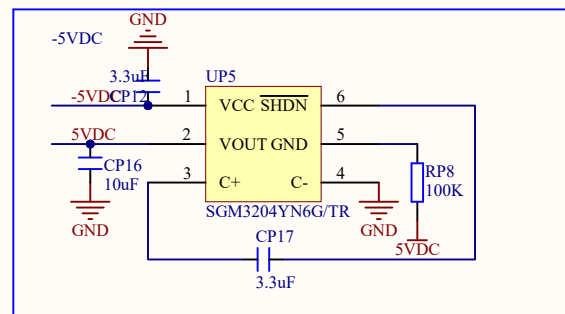 GND
-5VDC
3.3uF
UP5
-5VDC
CP12
1
VCC
SHDN
6
5VDC
2
VOUT
GND
5
CP16
10uF
3
C+
C-
4
RP8
100K
GND
SGM3204YN6G/TR
GND
5VDC
CP17
3.3uF